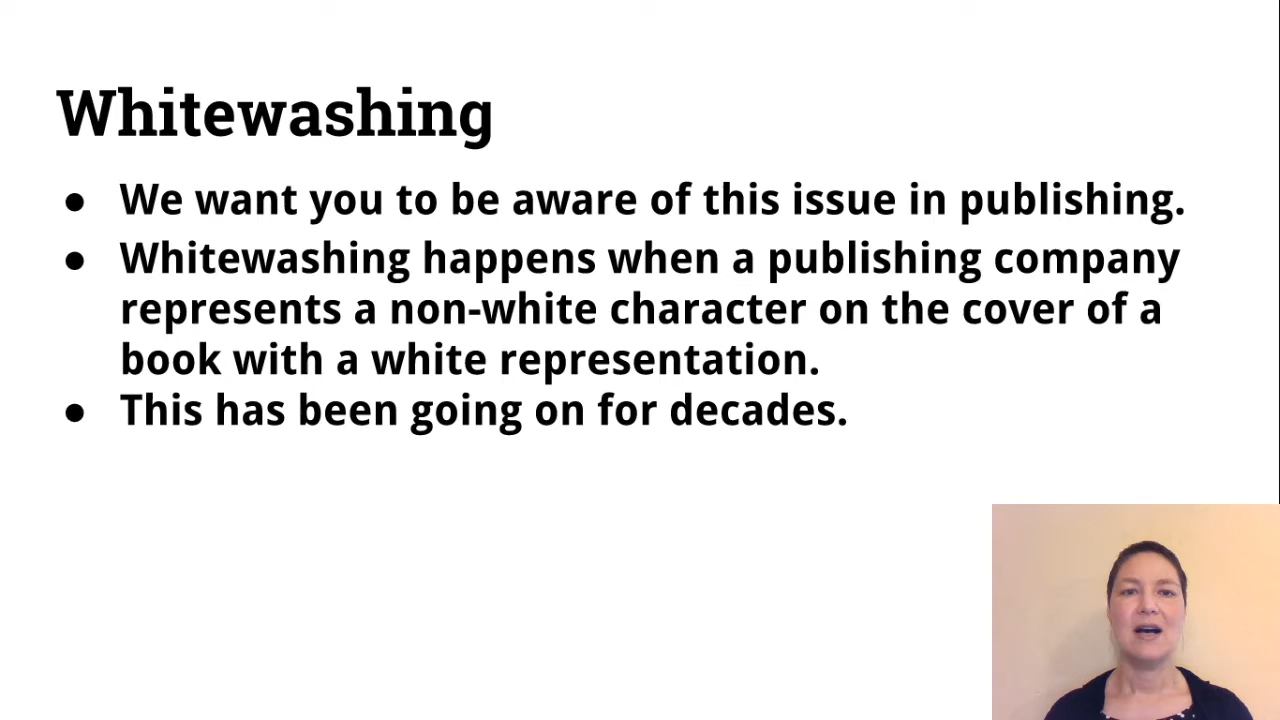 Whitewashing
● We want you to be aware of this issue in publishing.
● Whitewashing happens when a publishing company
represents a non-white character on the cover of a
book with a white representation.
● This has been going on for decades.